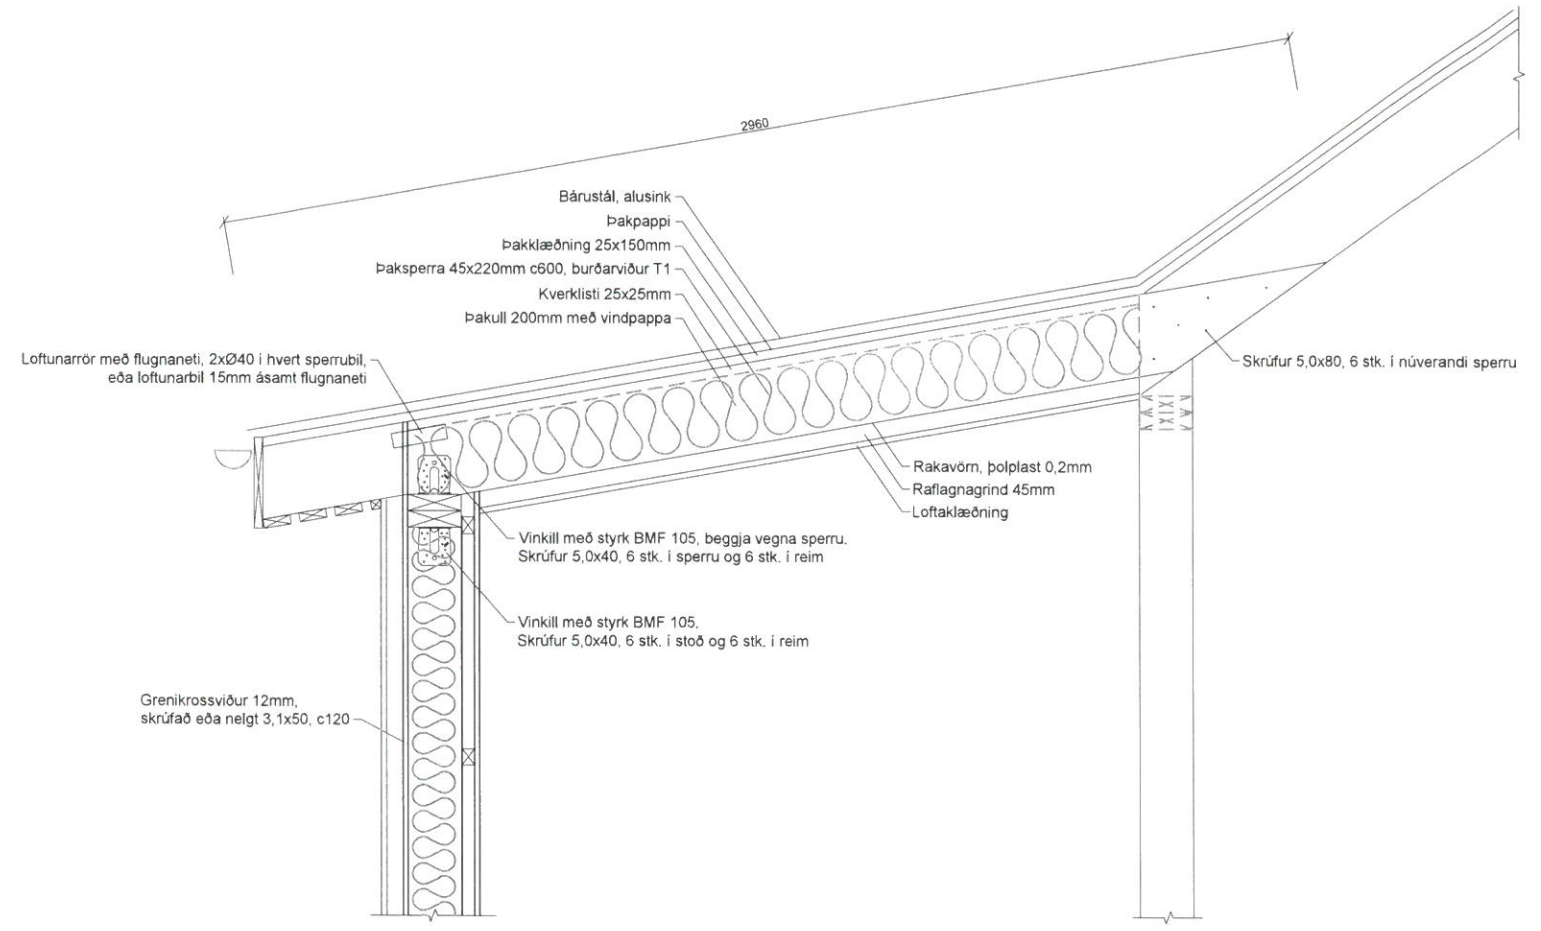 2960
Bárustál, alusink
Þakpappi
Þakklæðning 25x150mm
Þaksperra 45x220mm c600, burðarviður T1
Kverklisti 25x25mm
Þakull 200mm með vindpappa
Loftunarrör með flugnaneti, 2xØ40 í hvert sperrubil,
eða loftunarbil 15mm ásamt flugnaneti
Skrúfur 5,0x80, 6 stk. í núverandi sperru
Rakavörn, þolplast 0,2mm
Raflagnagrind 45mm
Loftaklæðning
Vinkill með styrk BMF 105, beggja vegna sperru.
Skrúfur 5,0x40, 6 stk. í sperru og 6 stk. í reim
Vinkill með styrk BMF 105.
Skrúfur 5,0x40, 6 stk. í stoð og 6 stk. í reim
Grenikrossviður 12mm,
skrúfað eða nelgt 3,1x50, c120